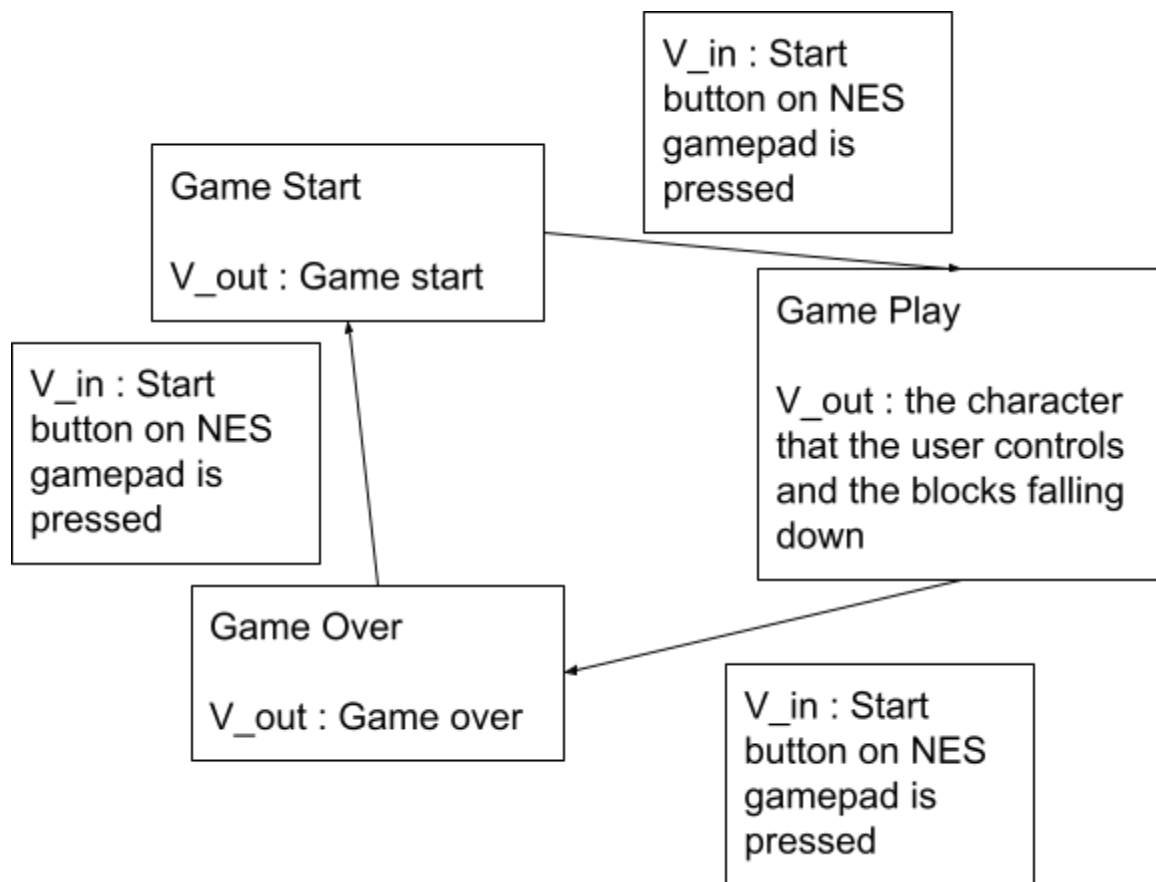 V_in : Start
button on NES
gamepad is
pressed
Game Start
V_out : Game start
Game Play
V_out : the character
that the user controls
and the blocks falling
down
V_in : Start
button on NES
gamepad is
pressed
Game Over
V_out : Game over
V_in : Start
button on NES
gamepad is
pressed